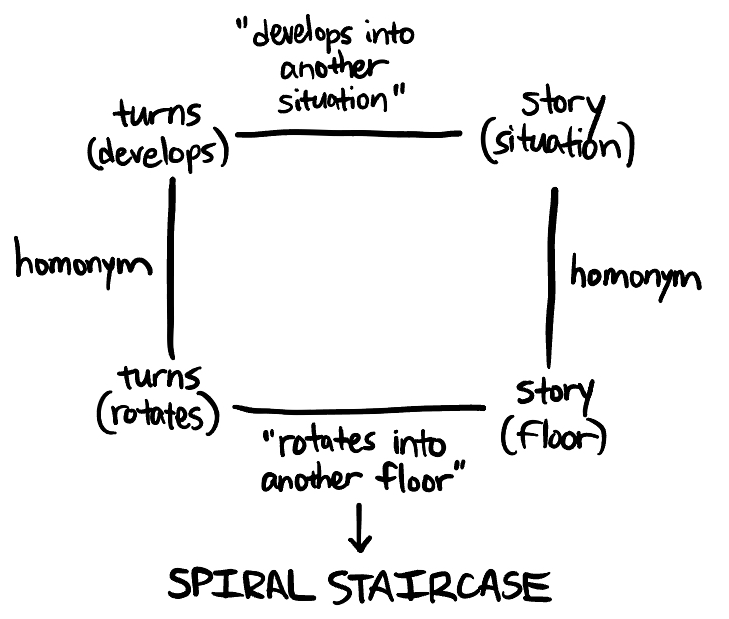 "develops into
another
situation"
turns
(develops)
story
(situation)
homonym
homonym
turns
(rotates)
story
(floor)
"rotates into
another floor"
SPIRAL STAIRCASE